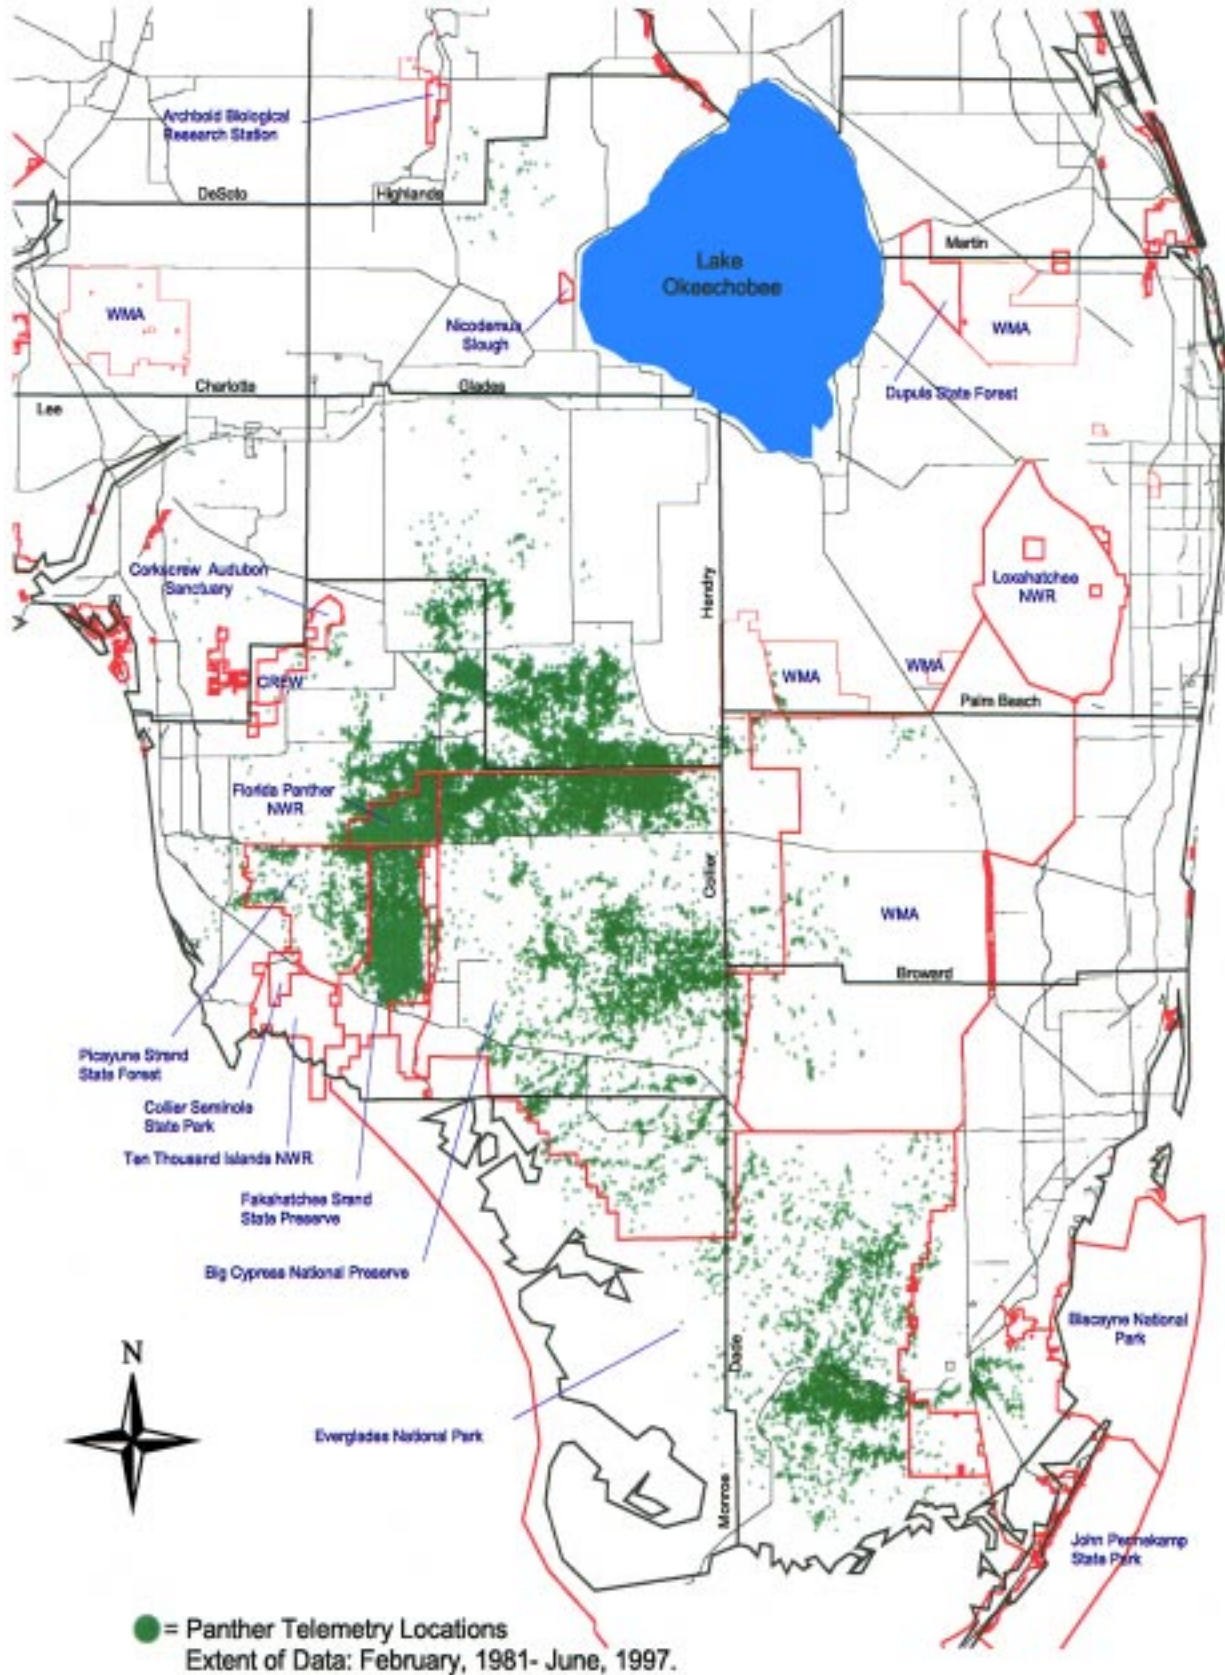 Archbold Biological
Research Station
DeSoto
Highlands
Martin
Lake
Okeechobee
WMA
Nicodemus
Slough
WMA
Charlotte
Glades
Dupuis State Forest
Lee
Corkscrew Audubon
Sanctuary
Hendry
Loxahatchee
NWR
CREW
WMA
WMA
Palm Beach
Florida Panther
NWR
Collier
WMA
Broward
Picayune Strand
State Forest
Collier Seminole
State Park
Ten Thousand Islands NWR
Fakahatchee Srand
State Preserve
Big Cypress National Preserve
Biscayne National
Park
N
Dade
Everglades National Park
Monroe
John Pennekamp
State Park
= Panther Telemetry Locations
Extent of Data: February, 1981- June, 1997.